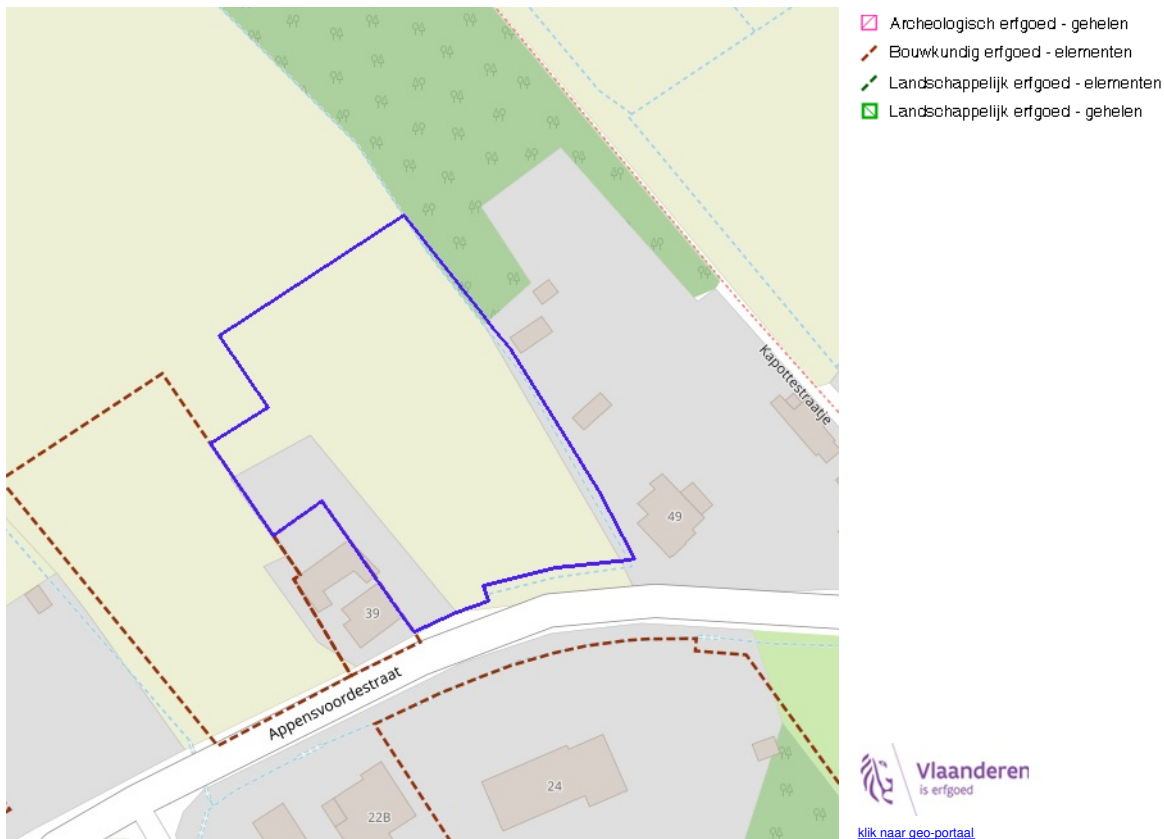 Archeologisch erfgoed - gehelen
Bouwkundig erfgoed - elementen
Landschappelijk erfgoed - elementen
Landschappelijk erfgoed - gehelen
Kapottestraatje
49
39
Appensvoordestraat
24
22B
Vlaanderen
is erfgoed
klik naar geo-portaal